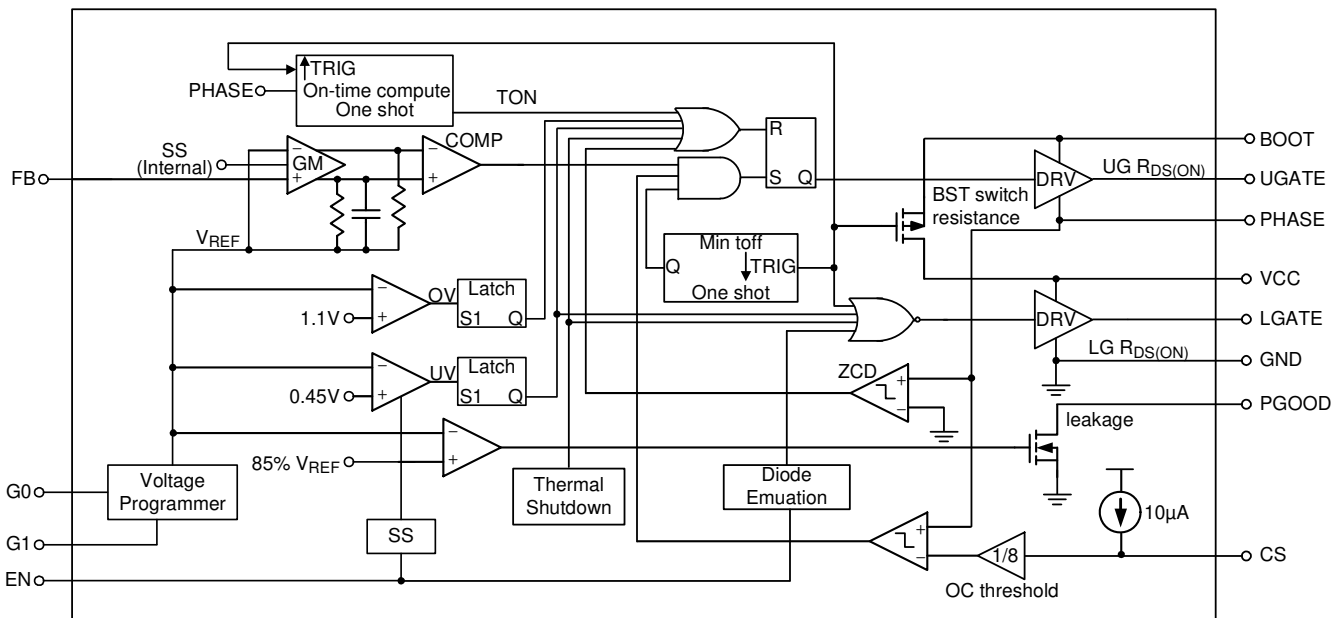 TRIG
On-time compute
One shot
PHASE
TON
SS
(Internal)
GM
−
+
COMP
−
+
FB
VREF
R
S
Q
BST switch
resistance
DRV
UG RDS(ON)
BOOT
UGATE
PHASE
Min toff
Q
TRIG
One shot
VCC
DRV
LGATE
LG RDS(ON)
GND
−
+
1.1V
OV
Latch
S1
Q
−
+
0.45V
UV
Latch
S1
Q
ZCD
+
−
leakage
PGOOD
−
+
85% VREF
G0
Voltage
Programmer
G1
Thermal
Shutdown
Diode
Emuation
SS
EN
+
−
1/8
OC threshold
10µA
CS